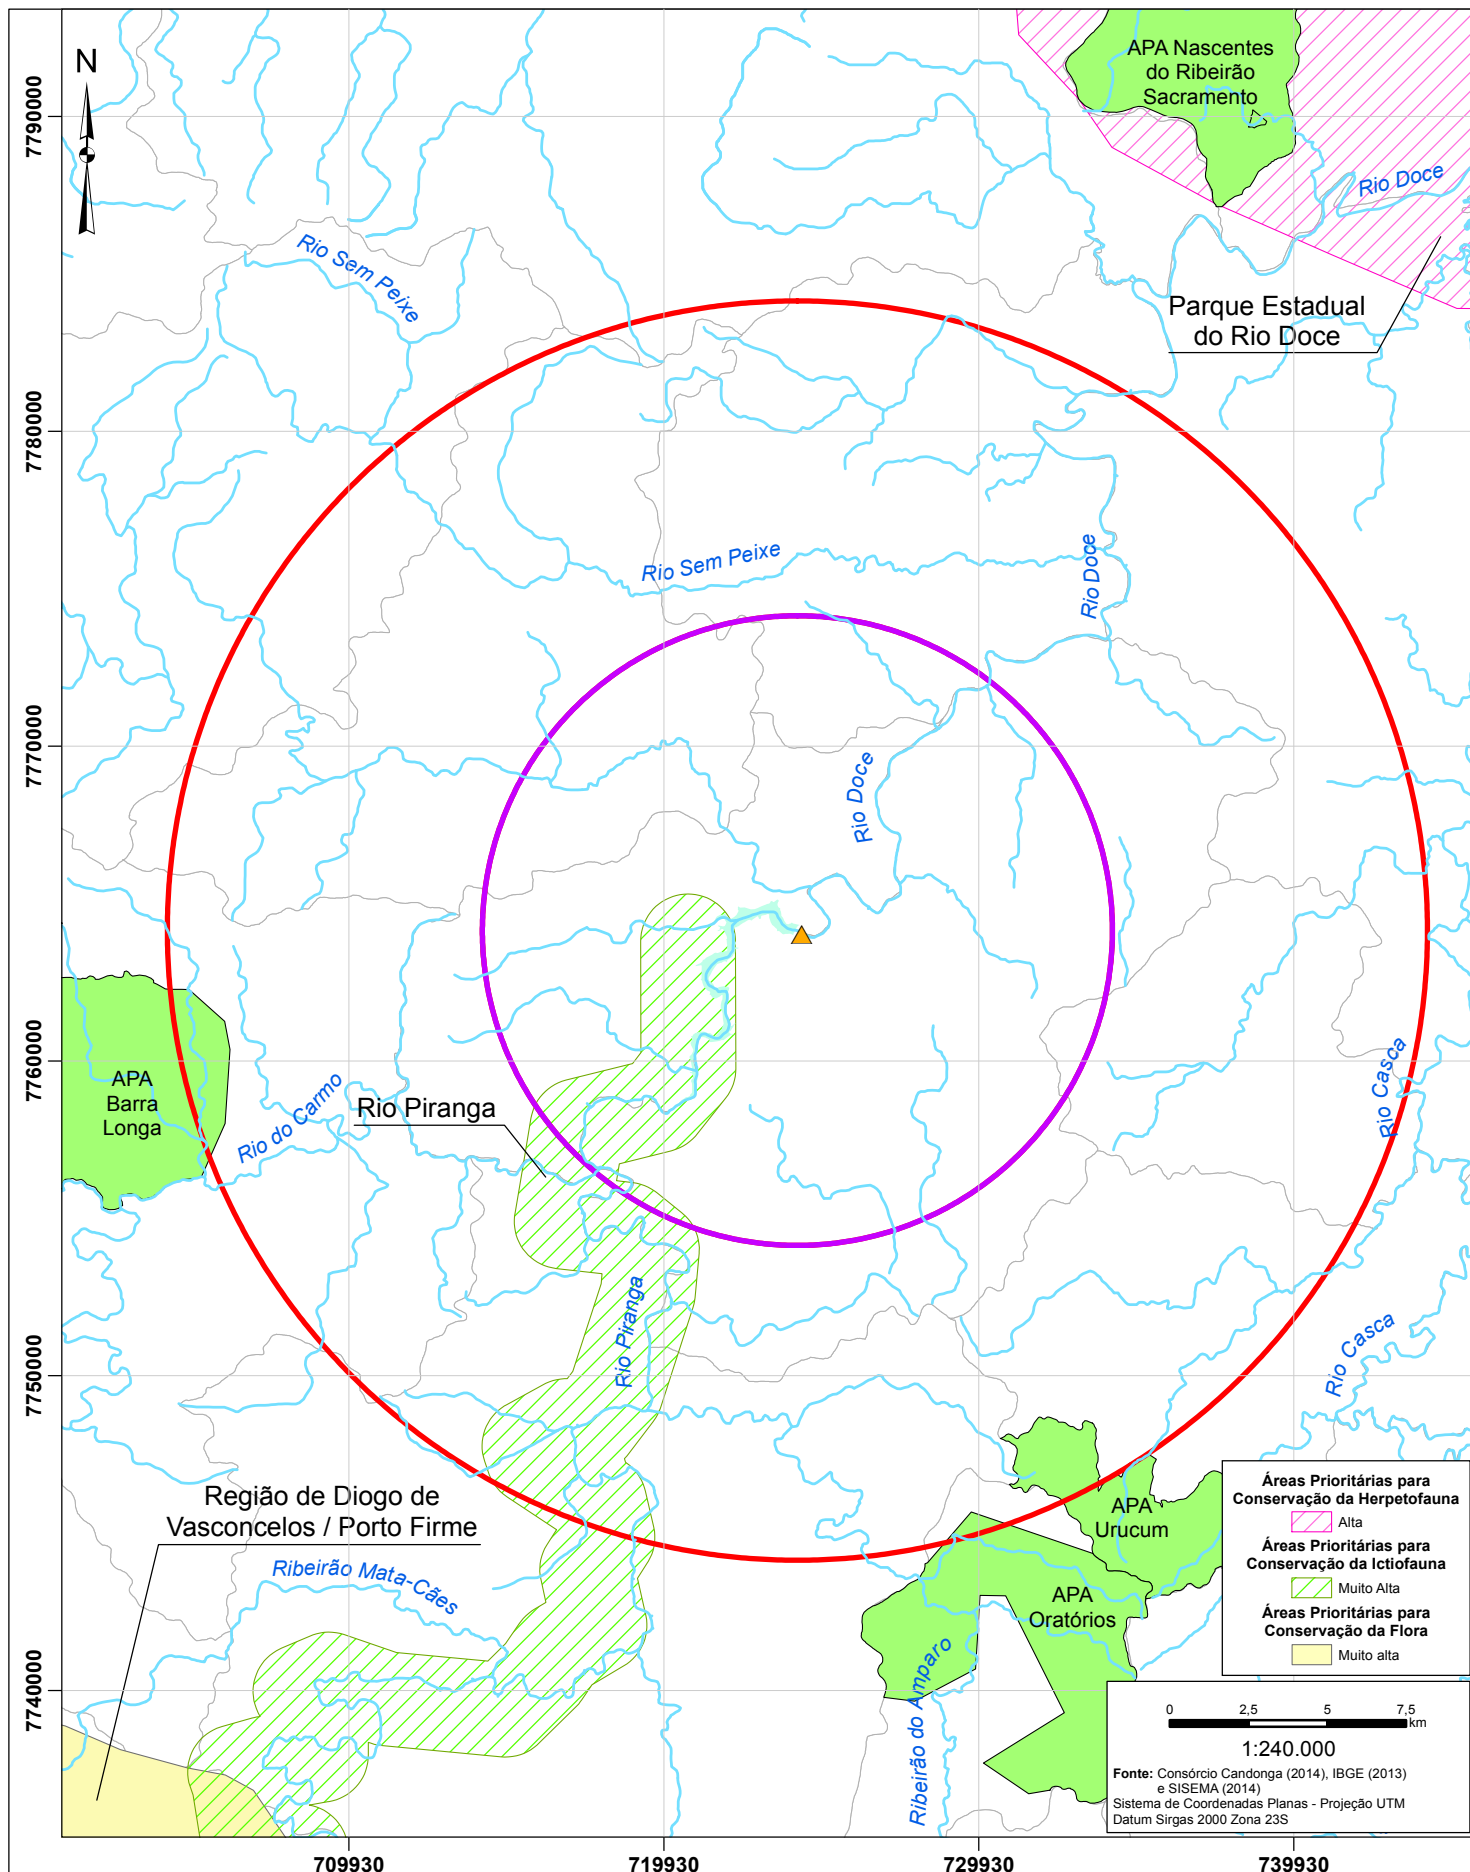 N
APA Nascentes
do Ribeirão
Sacramento
Rio Doce
Rio Sem Peixe
Parque Estadual
do Rio Doce
Rio Sem Peixe
Rio Doce
Rio Doce
APA
Barra
Longa
Rio do Carmo
Rio Piranga
Rio Casca
Rio Piranga
Rio Casca
Região de Diogo de
Vasconcelos / Porto Firme
Ribeirão Mata-Cães
APA
Urucum
APA
Oratórios
Ribeirão do Amparo
Áreas Prioritárias para
Conservação da Herpetofauna
Alta
Áreas Prioritárias para
Conservação da Ictiofauna
Muito Alta
Áreas Prioritárias para
Conservação da Flora
Muito alta
0 2,5 5 7,5
km
1:240.000
Fonte: Consórcio Candonga (2014), IBGE (2013)
e SISEMA (2014)
Sistema de Coordenadas Planas - Projeção UTM
Datum Sirgas 2000 Zona 23S
7790000
7780000
7770000
7760000
7750000
7740000
709930 719930 729930 739930